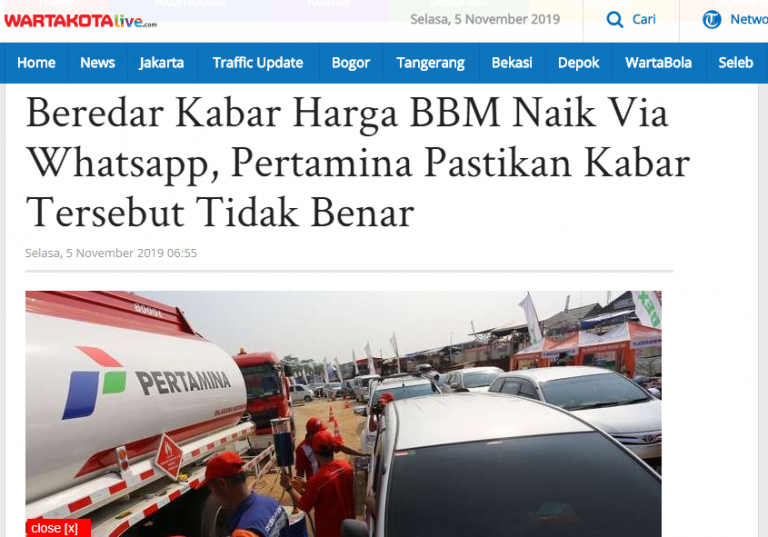 WARTAKOTAlive.com
Selasa, 5 November 2019
Cari
Netwo
Home News Jakarta Traffic Update Bogor Tangerang Bekasi Depok WartaBola Seleb
Beredar Kabar Harga BBM Naik Via
Whatsapp, Pertamina Pastikan Kabar
Tersebut Tidak Benar
Selasa, 5 November 2019 06:55
PERTAMINA
DEX
close [x]